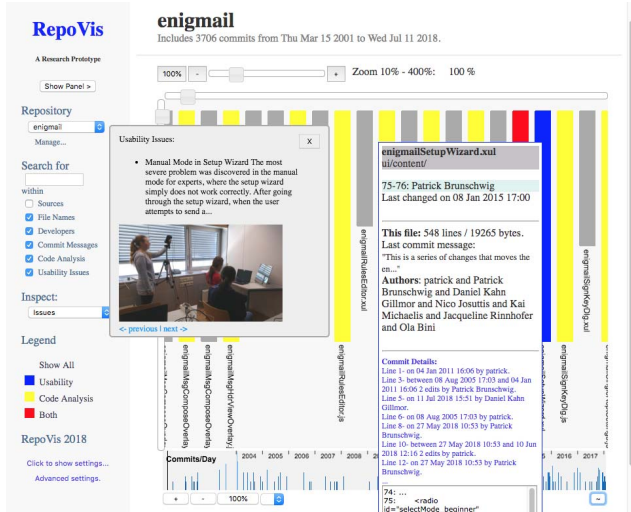 RepoVis
A Research Prototype
Show Panel >
Repository
enigmail
Manage...
Search for
within
Sources
File Names
Developers
Commit Messages
Code Analysis
Usability Issues
Inspect:
Issues
Legend
Show All
Usability
Code Analysis
Both
RepoVis 2018
Click to show settings...
Advanced settings.
enigmail
Includes 3706 commits from Thu Mar 15 2001 to Wed Jul 11 2018.
100%
-
+
Zoom 10% - 400%:
100 %
Usability Issues:
X
Manual Mode in Setup Wizard The most
severe problem was discovered in the manual
mode for experts, where the setup wizard
simply does not work correctly. After going
through the setup wizard, when the user
attempts to send a...
<- previous | next ->
enigmailMsgComposeOverlay
enigmailMsgComposeOverlay
enigmailMsgHdrViewOverlay
enigmailRulesEditor.js
enigmailRulesEditor.xul
enigmailSetupWizard.xul
ui/content/
75-76: Patrick Brunschwig
Last changed on 08 Jan 2015 17:00
This file: 548 lines / 19265 bytes.
Last commit message:
"This is a series of changes that moves the
en..."
Authors: patrick and Patrick
Brunschwig and Daniel Kahn
Gillmor and Nico Josuttis and Kai
Michaelis and Jacqueline Rinnhofer
and Ola Bini
Commit Details:
Line 1- on 04 Jan 2011 16:06 by patrick.
Line 3- between 08 Aug 2005 17:03 and 04 Jan
2011 16:06 2 edits by patrick.
Line 5- on 11 Jul 2018 15:51 by Daniel Kahn
Gillmor.
Line 6- on 08 Aug 2005 17:03 by patrick.
Line 8- on 27 May 2018 10:53 by Patrick
Brunschwig.
Line 10- between 27 May 2018 10:53 and 10 Jun
2018 12:16 2 edits by patrick.
Line 12- on 27 May 2018 10:53 by Patrick
Brunschwig.
...
74: ...
75: <radio
id="selectMode_beginner"
enigmailSignKeyDlg.js
enigmailSignKeyDlg.xul
Commits/Day
2004
2005
2006
2007
2008
2016
2017
+
-
100%
~